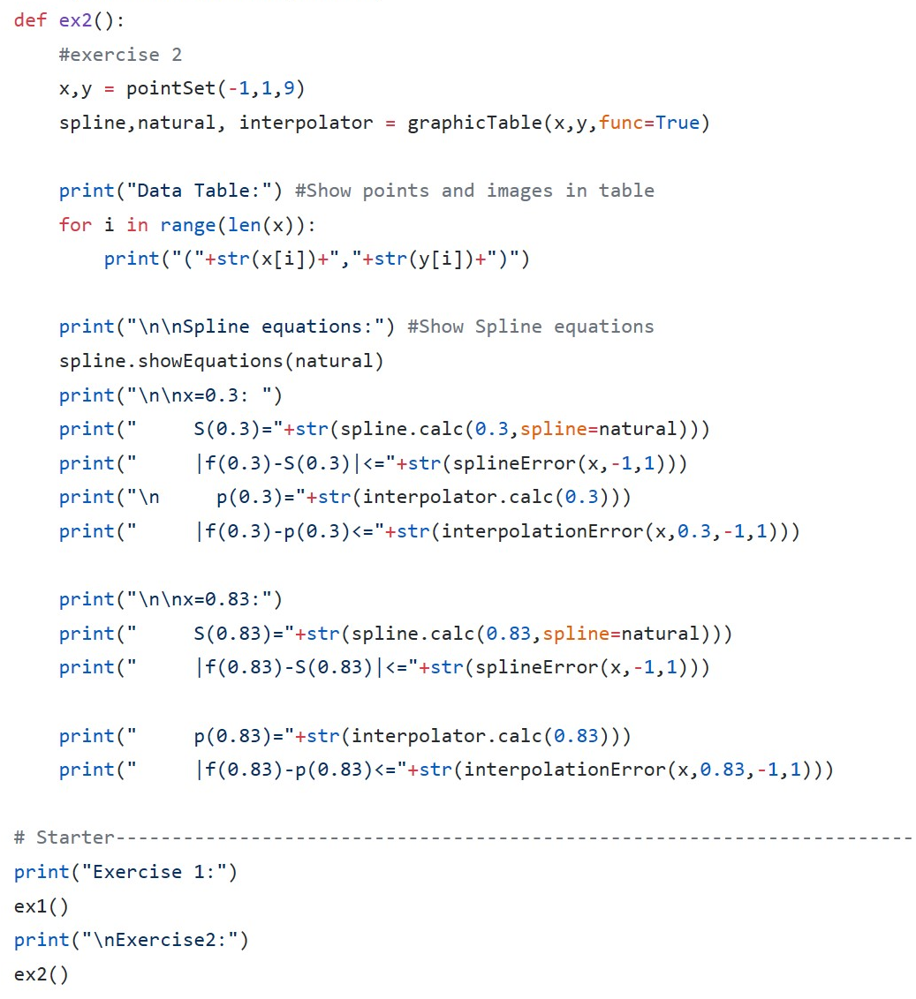 def ex2():
    #exercise 2
    x,y = pointSet(-1,1,9)
    spline,natural, interpolator = graphicTable(x,y,func=True)

    print("Data Table:") #Show points and images in table
    for i in range(len(x)):
        print("("+str(x[i])+","+str(y[i])+")")

    print("\n\nSpline equations:") #Show Spline equations
    spline.showEquations(natural)
    print("\n\nx=0.3: ")
    print("     S(0.3)="+str(spline.calc(0.3,spline=natural)))
    print("     |f(0.3)-S(0.3)|<="+str(splineError(x,-1,1)))
    print("\n     p(0.3)="+str(interpolator.calc(0.3)))
    print("     |f(0.3)-p(0.3)<="+str(interpolationError(x,0.3,-1,1)))

    print("\n\nx=0.83:")
    print("     S(0.83)="+str(spline.calc(0.83,spline=natural)))
    print("     |f(0.83)-S(0.83)|<="+str(splineError(x,-1,1)))

    print("     p(0.83)="+str(interpolator.calc(0.83)))
    print("     |f(0.83)-p(0.83)<="+str(interpolationError(x,0.83,-1,1)))

# Starter-----------------------------------------------------------------------
print("Exercise 1:")
ex1()
print("\nExercise2:")
ex2()